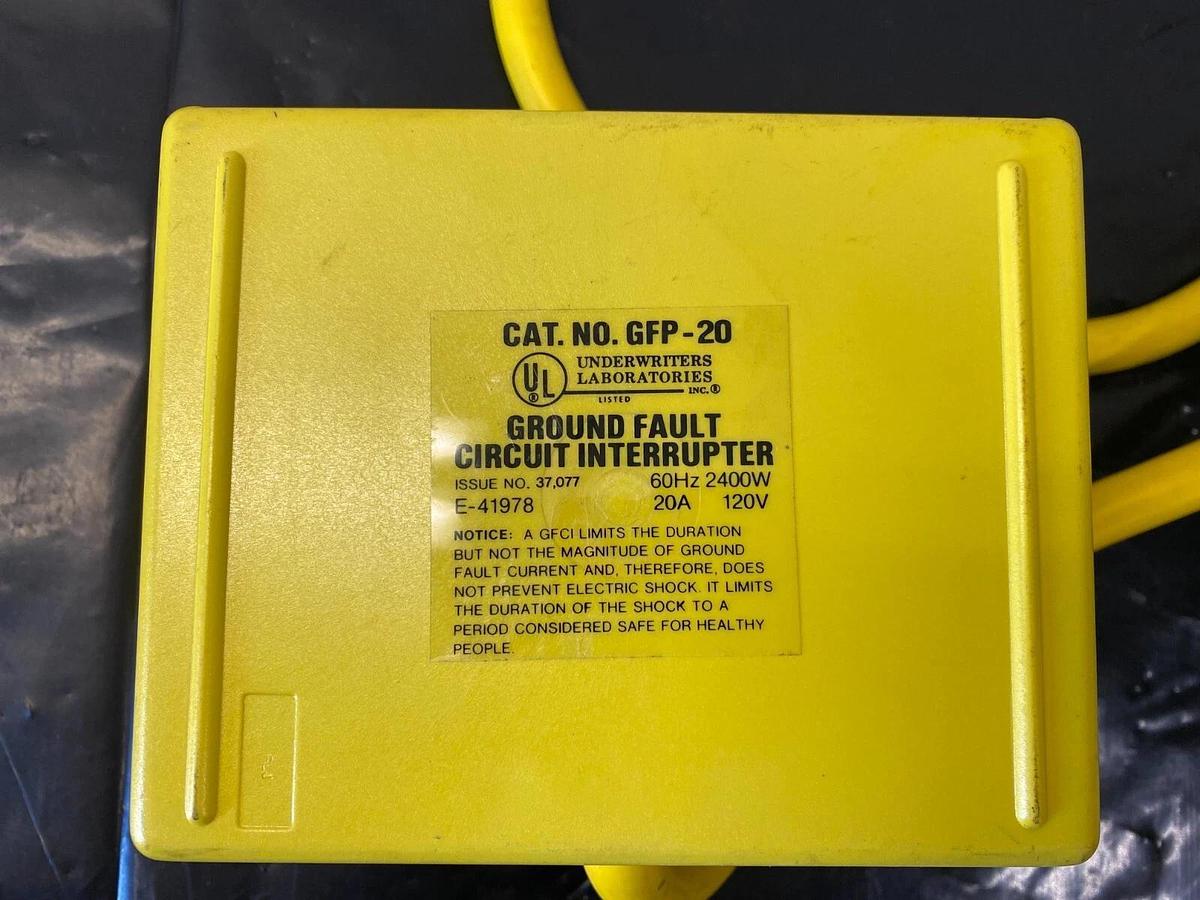 CAT. NO. GFP-20
UL ® UNDERWRITERS
LABORATORIES
INC.®
LISTED
GROUND FAULT
CIRCUIT INTERRUPTER
ISSUE NO. 37,077 60Hz 2400W
E-41978 20A 120V
NOTICE: A GFCI LIMITS THE DURATION
BUT NOT THE MAGNITUDE OF GROUND
FAULT CURRENT AND, THEREFORE, DOES
NOT PREVENT ELECTRIC SHOCK. IT LIMITS
THE DURATION OF THE SHOCK TO A
PERIOD CONSIDERED SAFE FOR HEALTHY
PEOPLE.